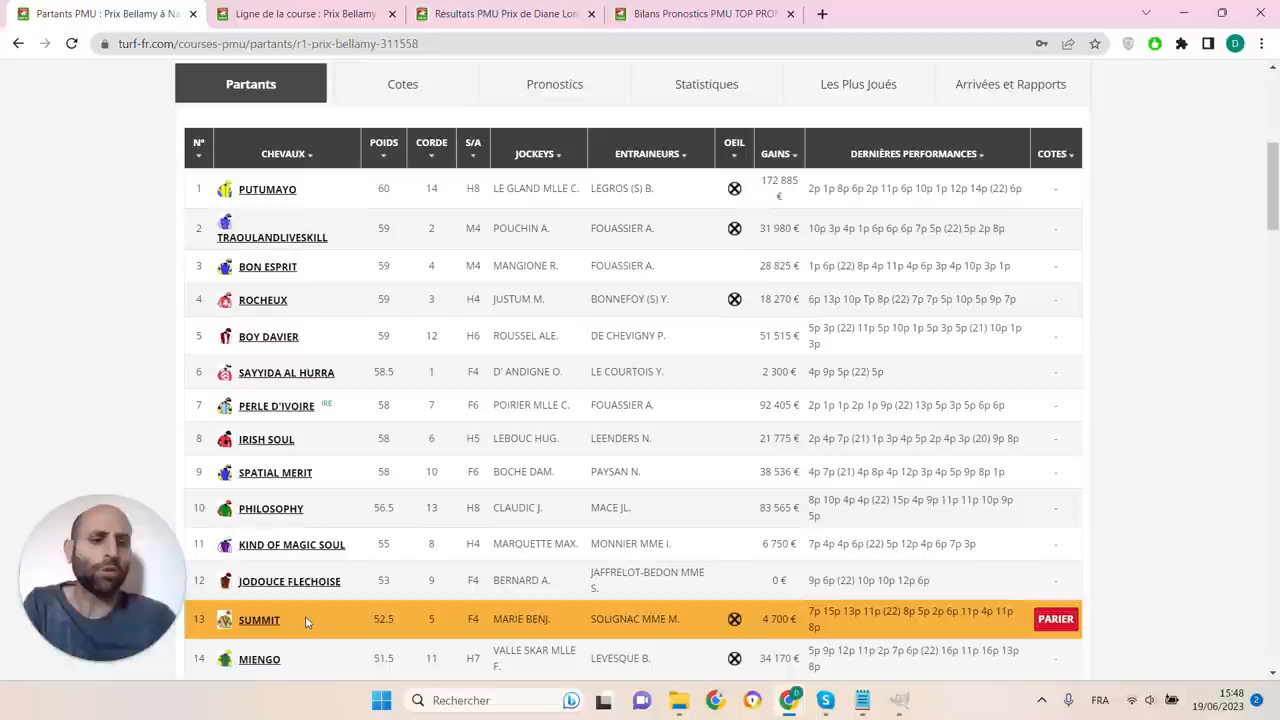 Partants PMU : Prix Bellamy à Na
Ligne de la course : Prix Bellamy
Résultats PMU Prix de Diane Lon
Bilans Pronostics PMU TOP PRO
turf-fr.com/courses-pmu/partants/r1-prix-bellamy-311558
D
Partants Cotes Pronostics Statistiques Les Plus Joués Arrivées et Rapports
N° CHEVAUX POIDS CORDE S/A JOCKEYS ENTRAINEURS OEIL GAINS DERNIÈRES PERFORMANCES COTES
1 PUTUMAYO 60 14 H8 LE GLAND MLLE C. LEGROS (S) B. 172 885 € 2p 1p 8p 6p 2p 11p 6p 10p 1p 12p 14p (22) 6p -
2 TRAOULANDLIVESKILL 59 2 M4 POUCHIN A. FOUASSIER A. 31 980 € 10p 3p 4p 1p 6p 6p 6p 7p 5p (22) 5p 2p 8p -
3 BON ESPRIT 59 4 M4 MANGIONE R. FOUASSIER A. 28 825 € 1p 6p (22) 8p 4p 11p 4p 6p 3p 4p 10p 3p 1p -
4 ROCHEUX 59 3 H4 JUSTUM M. BONNEFOY (S) Y. 18 270 € 6p 13p 10p Tp 8p (22) 7p 7p 5p 10p 5p 9p 7p -
5 BOY DAVIER 59 12 H6 ROUSSEL ALE. DE CHEVIGNY P. 51 515 € 5p 3p (22) 11p 5p 10p 1p 5p 3p 5p (21) 10p 1p 3p -
6 SAYYIDA AL HURRA 58.5 1 F4 D' ANDIGNE O. LE COURTOIS Y. 2 300 € 4p 9p 5p (22) 5p -
7 PERLE D'IVOIRE IRE 58 7 F6 POIRIER MLLE C. FOUASSIER A. 92 405 € 2p 1p 1p 2p 1p 9p (22) 13p 5p 3p 5p 6p 6p -
8 IRISH SOUL 58 6 H5 LEBOUC HUG. LEENDERS N. 21 775 € 2p 4p 7p (21) 1p 3p 4p 5p 2p 4p 3p (20) 9p 8p -
9 SPATIAL MERIT 58 10 F6 BOCHE DAM. PAYSAN N. 38 536 € 4p 7p (21) 4p 8p 4p 12p 3p 4p 5p 9p 8p 1p -
10 PHILOSOPHY 56.5 13 H8 CLAUDIC J. MACE JL. 83 565 € 8p 10p 4p 4p (22) 15p 4p 9p 11p 11p 10p 9p 5p -
11 KIND OF MAGIC SOUL 55 8 H4 MARQUETTE MAX. MONNIER MME I. 6 750 € 7p 4p 4p 6p (22) 5p 12p 4p 6p 7p 3p -
12 JODOUCE FLECHOISE 53 9 F4 BERNARD A. JAFFRELOT-BEDON MME S. 0 € 9p 6p (22) 10p 10p 12p 6p -
13 SUMMIT 52.5 5 F4 MARIE BENJ. SOLIGNAC MME M. 4 700 € 7p 15p 13p 11p (22) 8p 5p 2p 6p 11p 4p 11p 8p PARIER
14 MIENGO 51.5 11 H7 VALLE SKAR MLLE F. LEVESQUE B. 34 170 € 5p 9p 12p 11p 2p 7p 6p (22) 16p 11p 16p 13p 8p -
Rechercher
FRA
15:48
19/06/2023
2